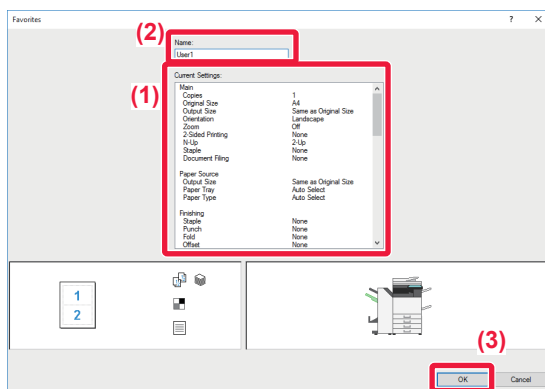 Favorites
? X
(2)
Name:
User1
(1)
Current Settings:
Main
Copies 1
Original Size A4
Output Size Same as Original Size
Orientation Landscape
Zoom Off
2-Sided Printing None
N-Up 2-Up
Staple None
Document Filing None
Paper Source
Output Size Same as Original Size
Paper Tray Auto Select
Paper Type Auto Select
Finishing
Staple None
Punch None
Fold None
Offset None
1
2
(3)
OK Cancel